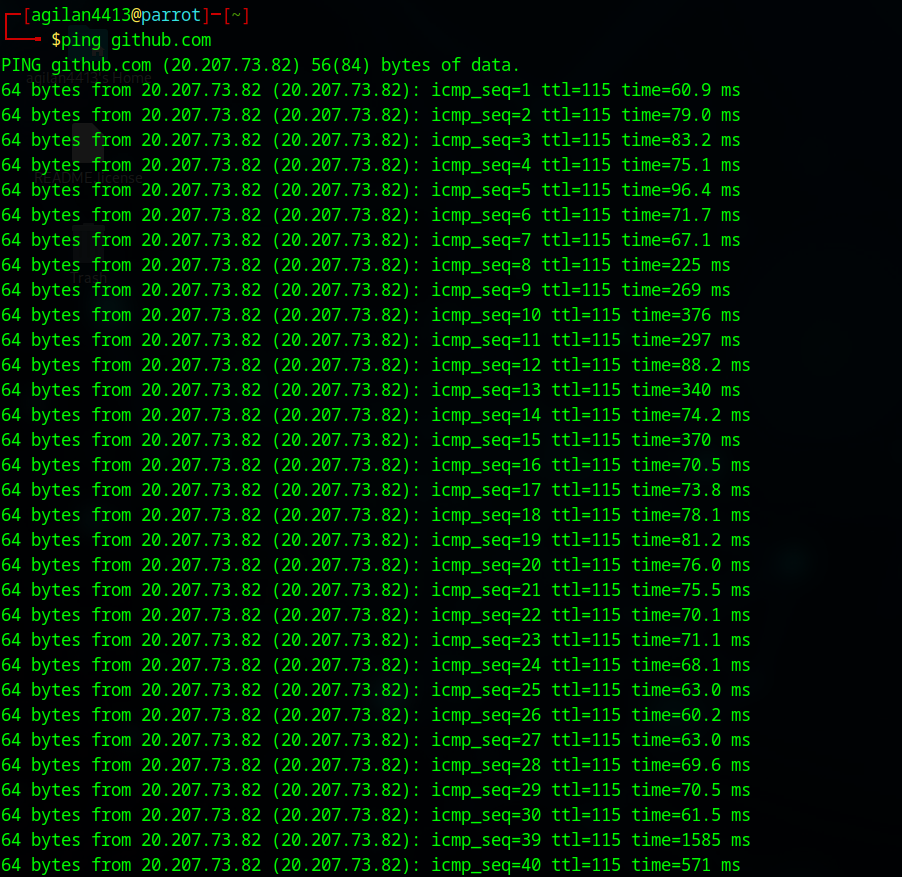 [agilan4413@parrot]-[~]
$ping github.com
PING github.com (20.207.73.82) 56(84) bytes of data.
agilan4413's Home
64 bytes from 20.207.73.82 (20.207.73.82): icmp_seq=1 ttl=115 time=60.9 ms
64 bytes from 20.207.73.82 (20.207.73.82): icmp_seq=2 ttl=115 time=79.0 ms
64 bytes from 20.207.73.82 (20.207.73.82): icmp_seq=3 ttl=115 time=83.2 ms
64 bytes from 20.207.73.82 (20.207.73.82): icmp_seq=4 ttl=115 time=75.1 ms
README.license
64 bytes from 20.207.73.82 (20.207.73.82): icmp_seq=5 ttl=115 time=96.4 ms
64 bytes from 20.207.73.82 (20.207.73.82): icmp_seq=6 ttl=115 time=71.7 ms
64 bytes from 20.207.73.82 (20.207.73.82): icmp_seq=7 ttl=115 time=67.1 ms
64 bytes from 20.207.73.82 (20.207.73.82): icmp_seq=8 ttl=115 time=225 ms
Trash
64 bytes from 20.207.73.82 (20.207.73.82): icmp_seq=9 ttl=115 time=269 ms
64 bytes from 20.207.73.82 (20.207.73.82): icmp_seq=10 ttl=115 time=376 ms
64 bytes from 20.207.73.82 (20.207.73.82): icmp_seq=11 ttl=115 time=297 ms
64 bytes from 20.207.73.82 (20.207.73.82): icmp_seq=12 ttl=115 time=88.2 ms
64 bytes from 20.207.73.82 (20.207.73.82): icmp_seq=13 ttl=115 time=340 ms
64 bytes from 20.207.73.82 (20.207.73.82): icmp_seq=14 ttl=115 time=74.2 ms
64 bytes from 20.207.73.82 (20.207.73.82): icmp_seq=15 ttl=115 time=370 ms
64 bytes from 20.207.73.82 (20.207.73.82): icmp_seq=16 ttl=115 time=70.5 ms
64 bytes from 20.207.73.82 (20.207.73.82): icmp_seq=17 ttl=115 time=73.8 ms
64 bytes from 20.207.73.82 (20.207.73.82): icmp_seq=18 ttl=115 time=78.1 ms
64 bytes from 20.207.73.82 (20.207.73.82): icmp_seq=19 ttl=115 time=81.2 ms
64 bytes from 20.207.73.82 (20.207.73.82): icmp_seq=20 ttl=115 time=76.0 ms
64 bytes from 20.207.73.82 (20.207.73.82): icmp_seq=21 ttl=115 time=75.5 ms
64 bytes from 20.207.73.82 (20.207.73.82): icmp_seq=22 ttl=115 time=70.1 ms
64 bytes from 20.207.73.82 (20.207.73.82): icmp_seq=23 ttl=115 time=71.1 ms
64 bytes from 20.207.73.82 (20.207.73.82): icmp_seq=24 ttl=115 time=68.1 ms
64 bytes from 20.207.73.82 (20.207.73.82): icmp_seq=25 ttl=115 time=63.0 ms
64 bytes from 20.207.73.82 (20.207.73.82): icmp_seq=26 ttl=115 time=60.2 ms
64 bytes from 20.207.73.82 (20.207.73.82): icmp_seq=27 ttl=115 time=63.0 ms
64 bytes from 20.207.73.82 (20.207.73.82): icmp_seq=28 ttl=115 time=69.6 ms
64 bytes from 20.207.73.82 (20.207.73.82): icmp_seq=29 ttl=115 time=70.5 ms
64 bytes from 20.207.73.82 (20.207.73.82): icmp_seq=30 ttl=115 time=61.5 ms
64 bytes from 20.207.73.82 (20.207.73.82): icmp_seq=39 ttl=115 time=1585 ms
64 bytes from 20.207.73.82 (20.207.73.82): icmp_seq=40 ttl=115 time=571 ms